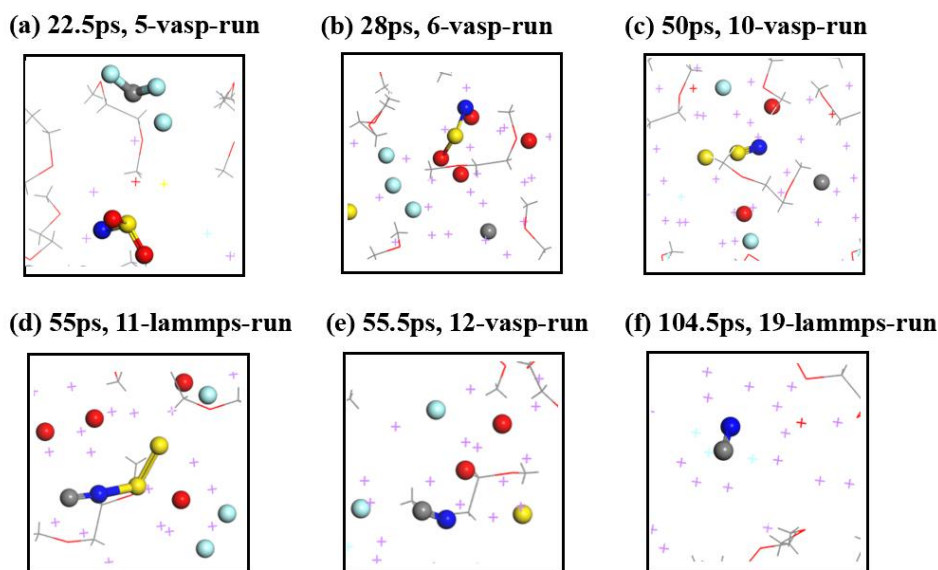 (a) 22.5ps, 5-vasp-run
(b) 28ps, 6-vasp-run
(c) 50ps, 10-vasp-run
(d) 55ps, 11-lammps-run
(e) 55.5ps, 12-vasp-run
(f) 104.5ps, 19-lammps-run